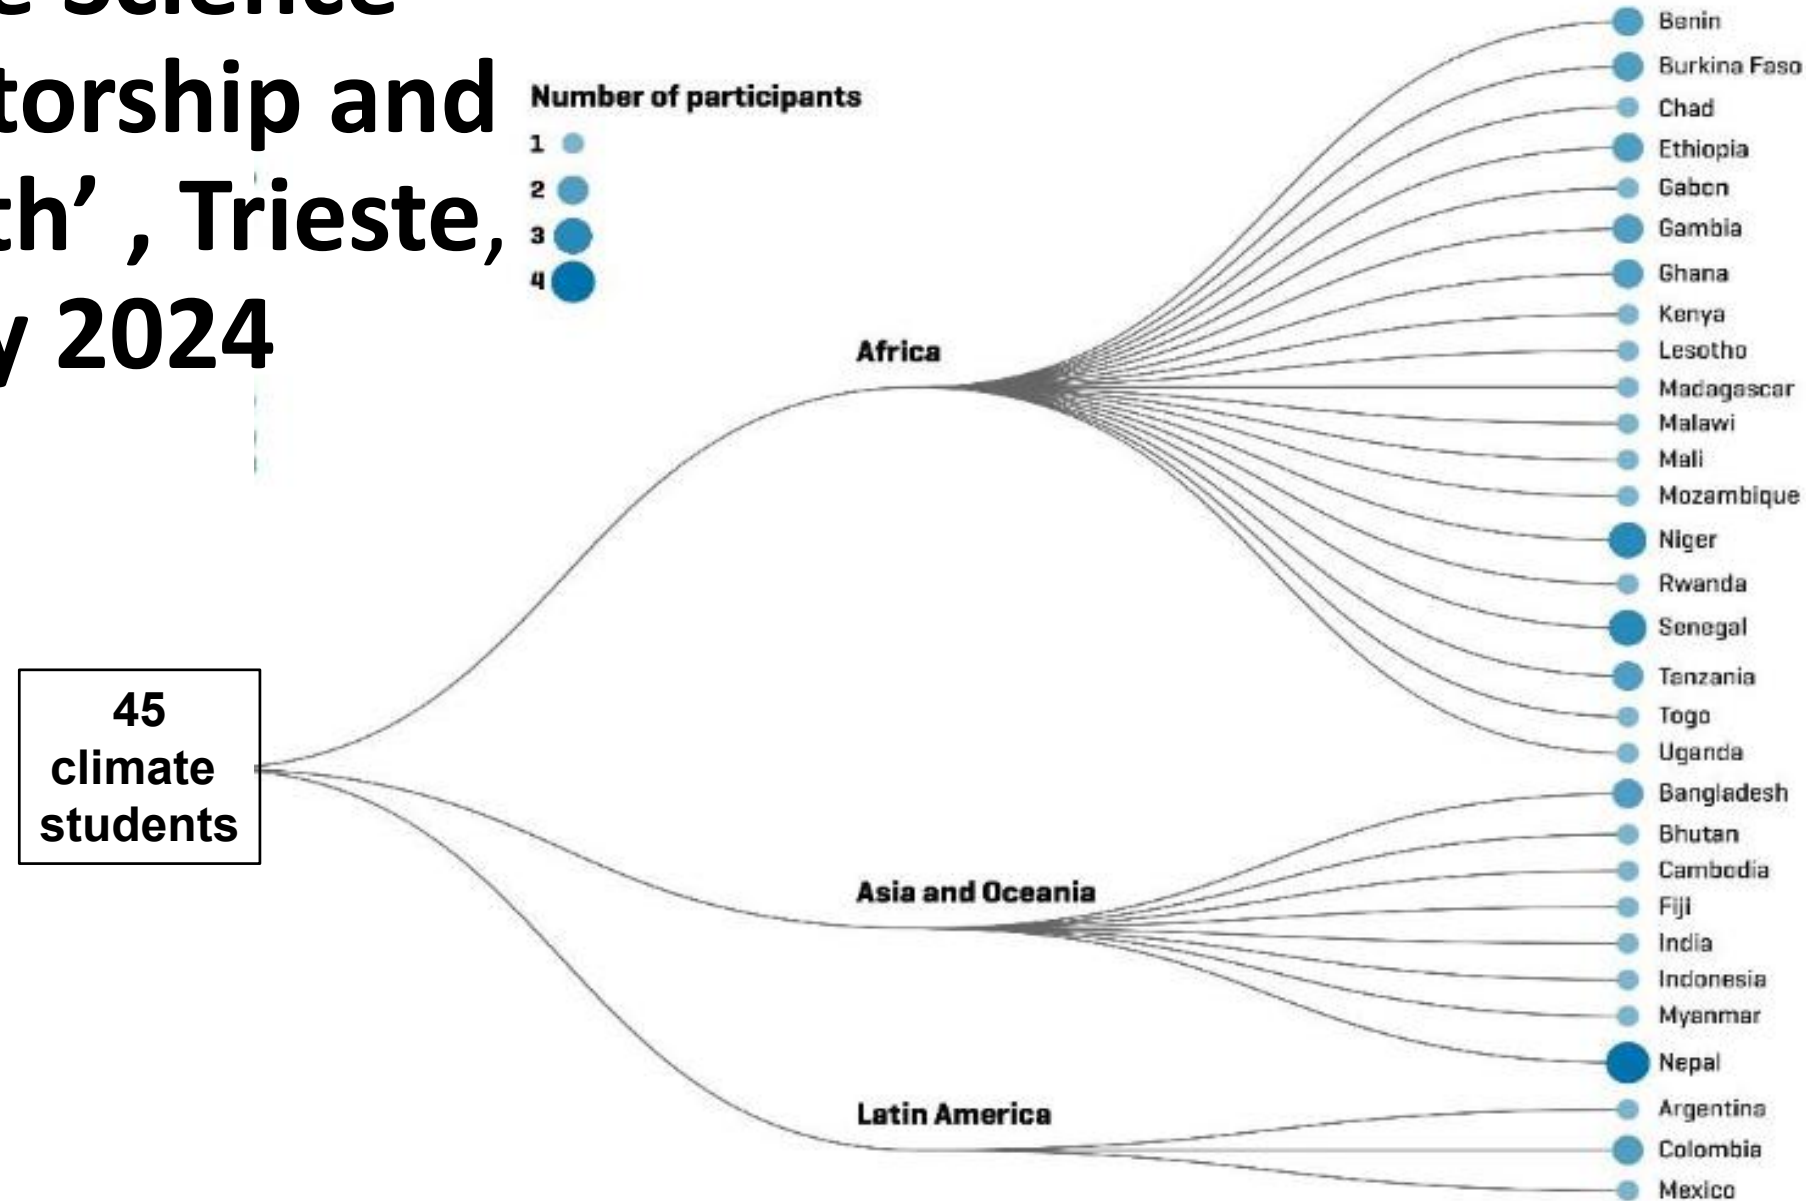 e Science
torship and
th’ , Trieste,
y 2024
Number of participants
1
2
3
4
Africa
Benin
Burkina Faso
Chad
Ethiopia
Gabon
Gambia
Ghana
Kenya
Lesotho
Madagascar
Malawi
Mali
Mozambique
Niger
Rwanda
Senegal
Tanzania
Togo
Uganda
45
climate
students
Asia and Oceania
Bangladesh
Bhutan
Cambodia
Fiji
India
Indonesia
Myanmar
Nepal
Latin America
Argentina
Colombia
Mexico